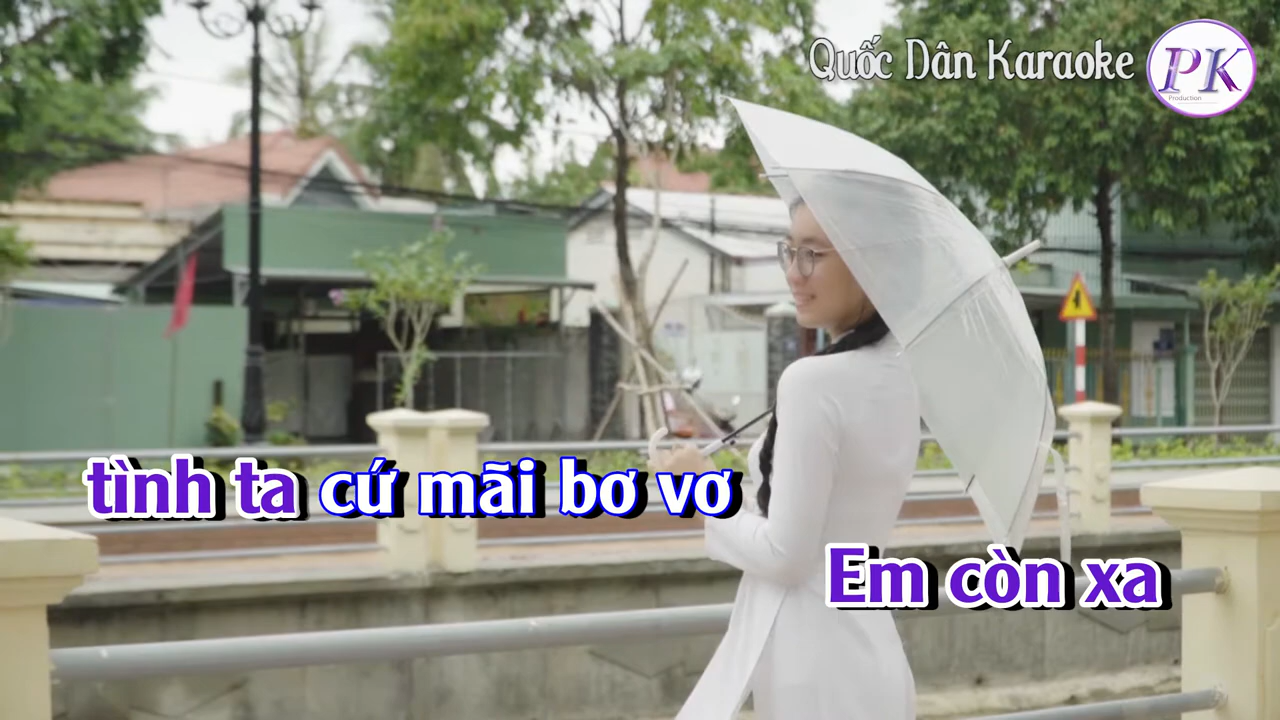 Quốc Dân Karaoke
PK
Production
tình ta cứ mãi bơ vơ
Em còn xa